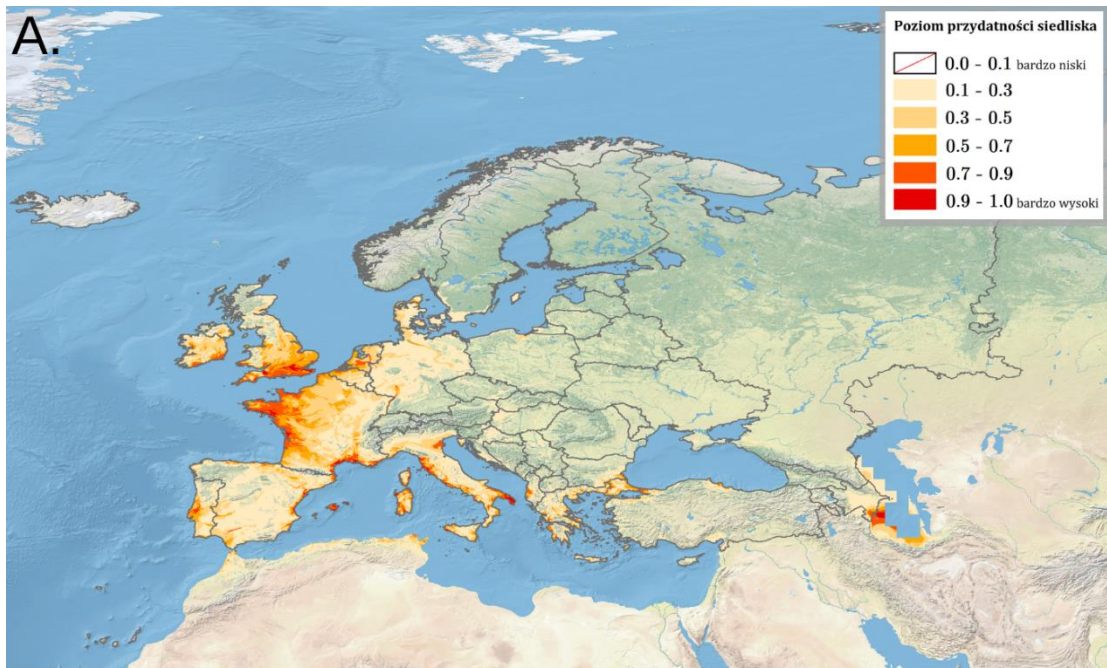 A.
Poziom przydatności siedliska
0.0 - 0.1 bardzo niski
0.1 - 0.3
0.3 - 0.5
0.5 - 0.7
0.7 - 0.9
0.9 - 1.0 bardzo wysoki